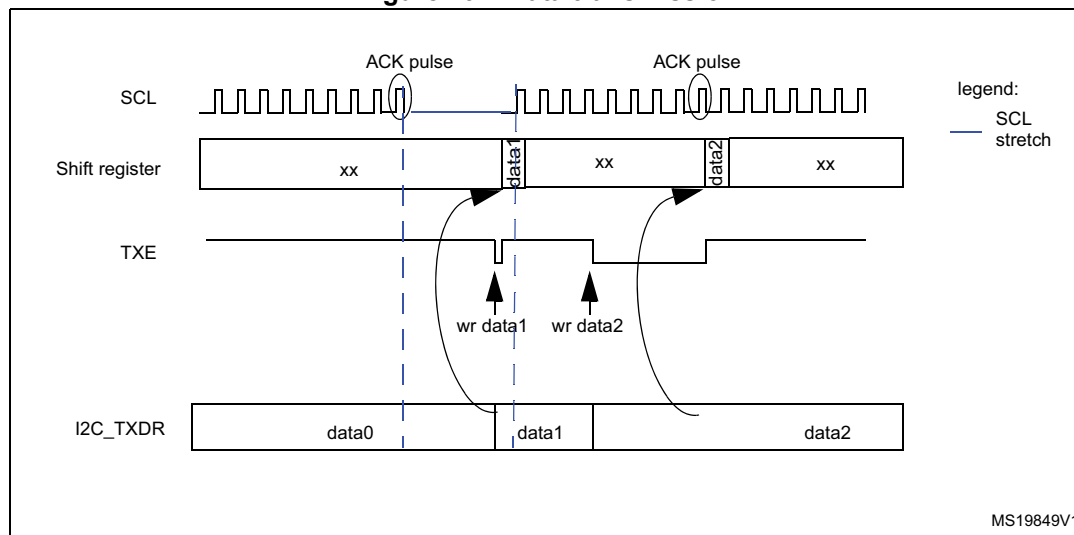 ACK pulse
ACK pulse
SCL
legend:
SCL
stretch
Shift register
xx
data1
xx
data2
xx
TXE
wr data1
wr data2
I2C_TXDR
data0
data1
data2
MS19849V1